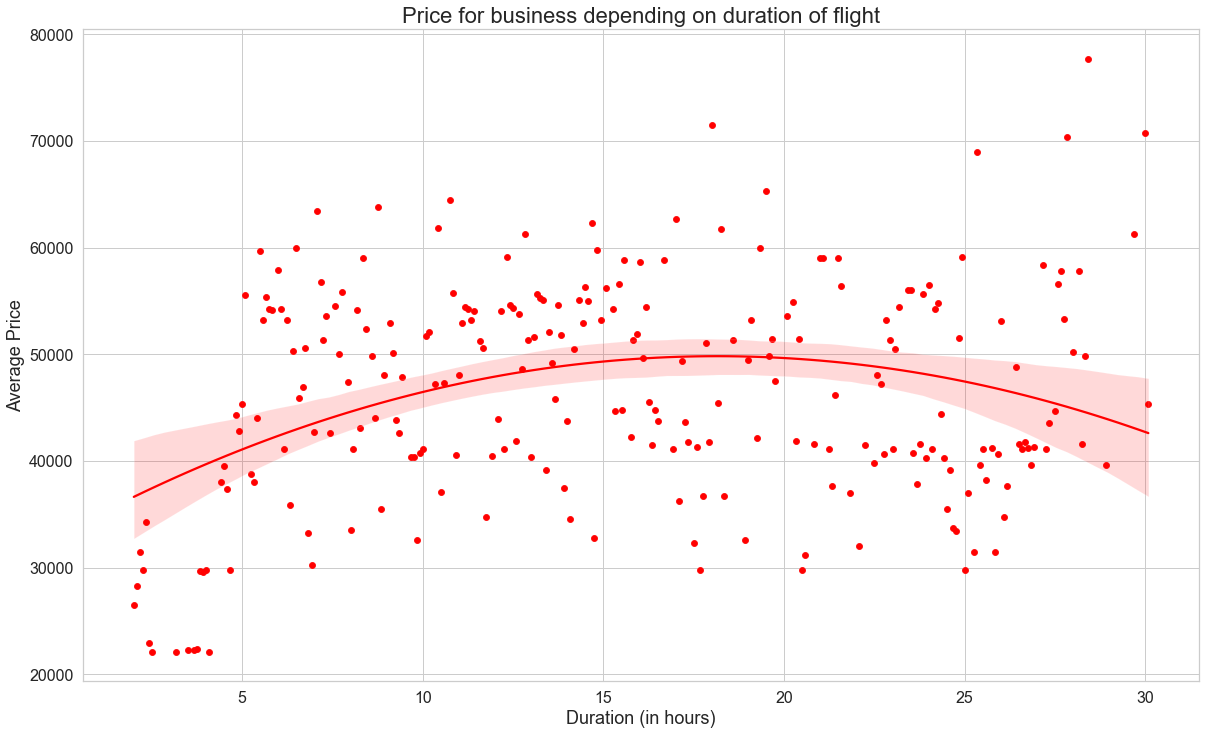 Price for business depending on duration of flight
80000
70000
60000
50000
40000
30000
20000
Average Price
5 10 15 20 25 30
Duration (in hours)